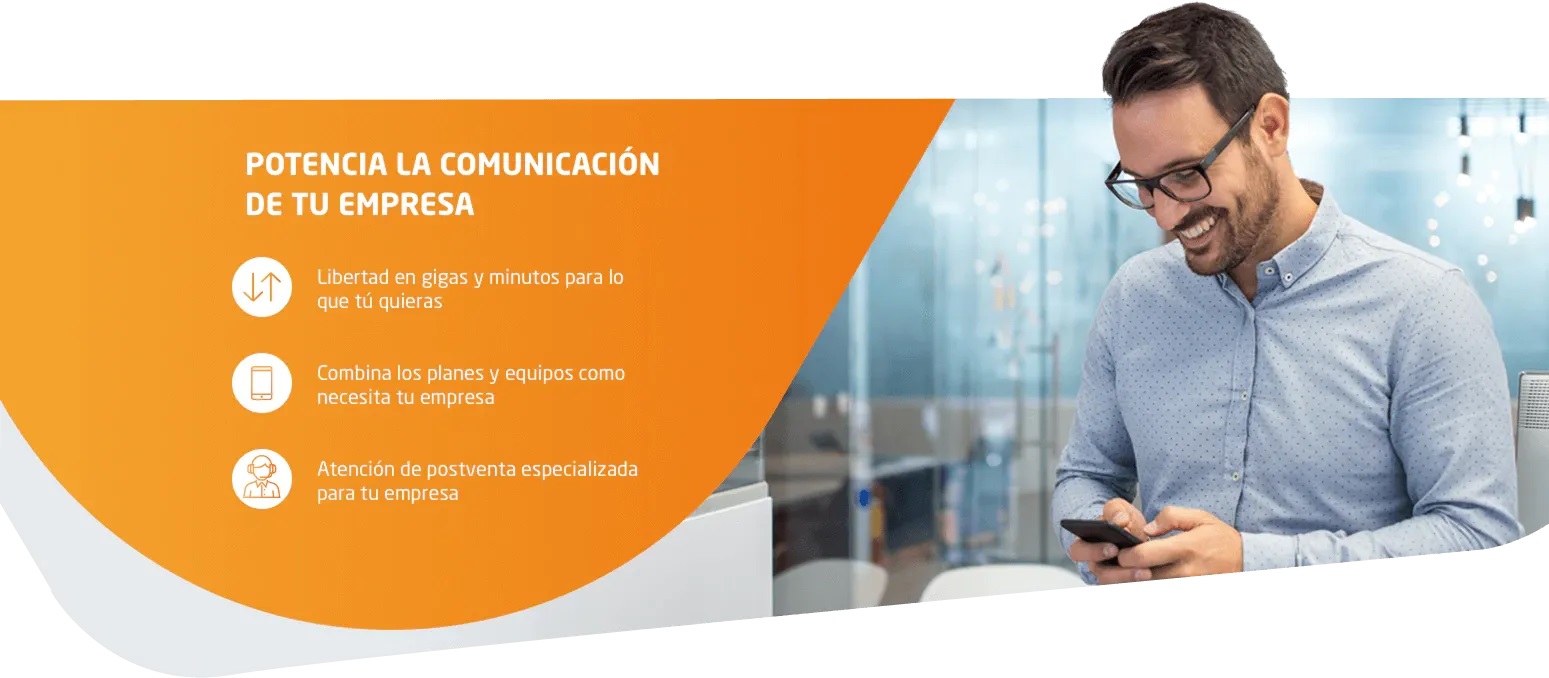 POTENCIA LA COMUNICACIÓN
DE TU EMPRESA
Libertad en gigas y minutos para lo
que tú quieras
Combina los planes y equipos como
necesita tu empresa
Atención de postventa especializada
para tu empresa